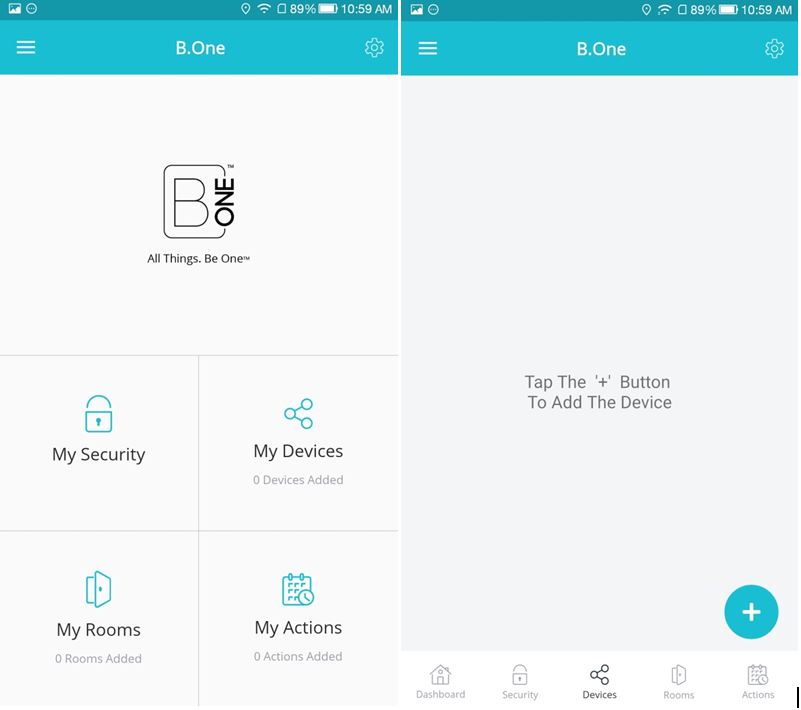 89% 10:59 AM
B.One
B ONE™
All Things. Be One™
My Security
My Devices
0 Devices Added
My Rooms
0 Rooms Added
My Actions
0 Actions Added
89% 10:59 AM
B.One
Tap The '+' Button
To Add The Device
+
Dashboard
Security
Devices
Rooms
Actions